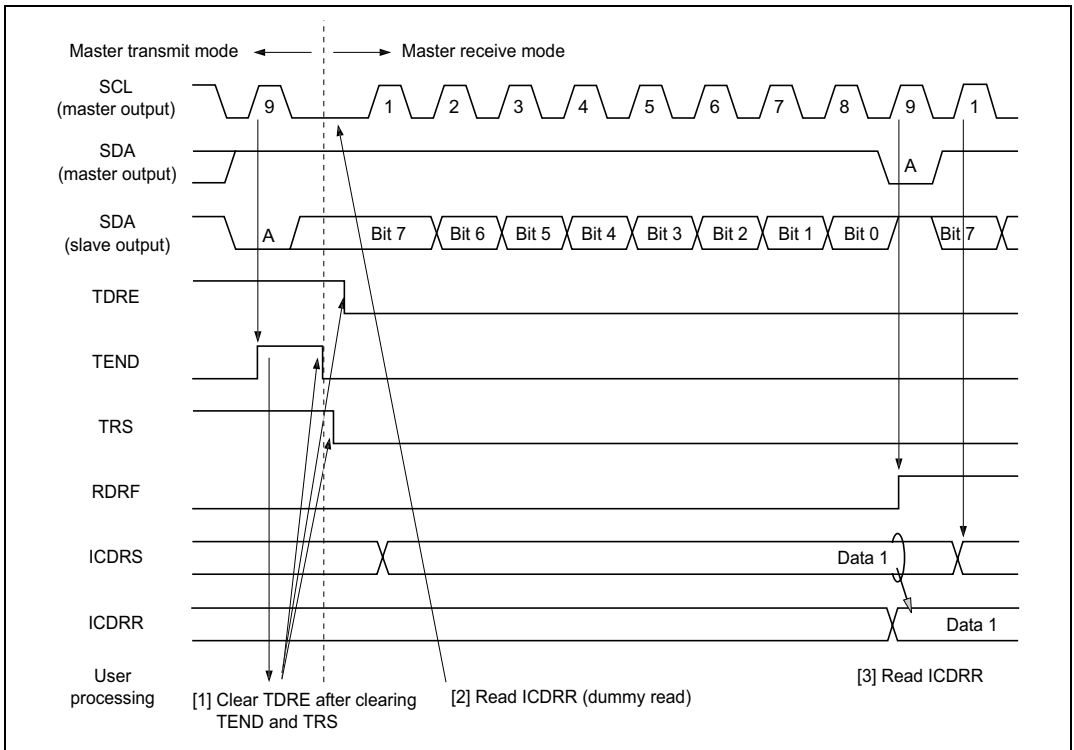 Master transmit mode
Master receive mode
SCL
(master output)
9
1
2
3
4
5
6
7
8
9
1
SDA
(master output)
A
SDA
(slave output)
A
Bit 7
Bit 6
Bit 5
Bit 4
Bit 3
Bit 2
Bit 1
Bit 0
Bit 7
TDRE
TEND
TRS
RDRF
ICDRS
Data 1
ICDRR
Data 1
User
processing
[1] Clear TDRE after clearing
TEND and TRS
[2] Read ICDRR (dummy read)
[3] Read ICDRR